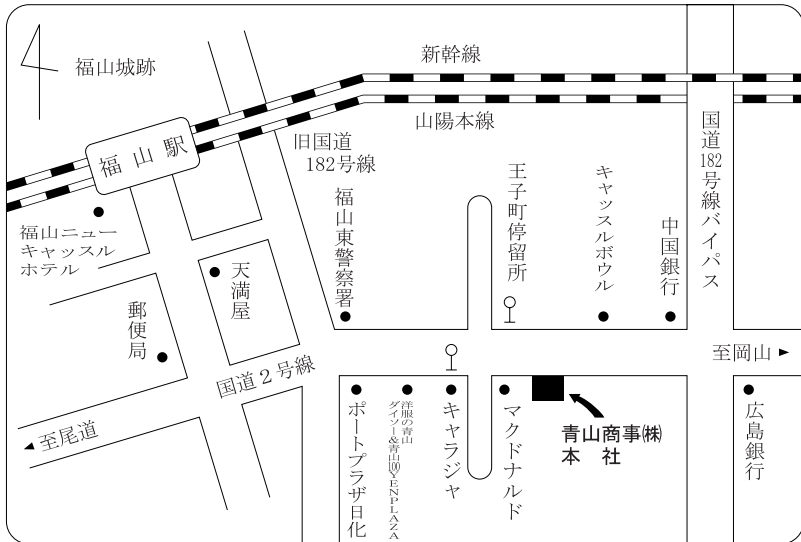 新幹線
福山城跡
山陽本線
福山駅
旧国道
182号線
国道182号線バイパス
王子町停留所
キャッスルボウル
中国銀行
福山東警察署
福山ニュー
キャッスル
ホテル
天満屋
郵便局
国道2号線
至岡山
至尾道
ポートプラザ日化
洋服の青山
ダイソー&青山100YENPLAZA
キャラジャ
マクドナルド
青山商事㈱
本 社
広島銀行